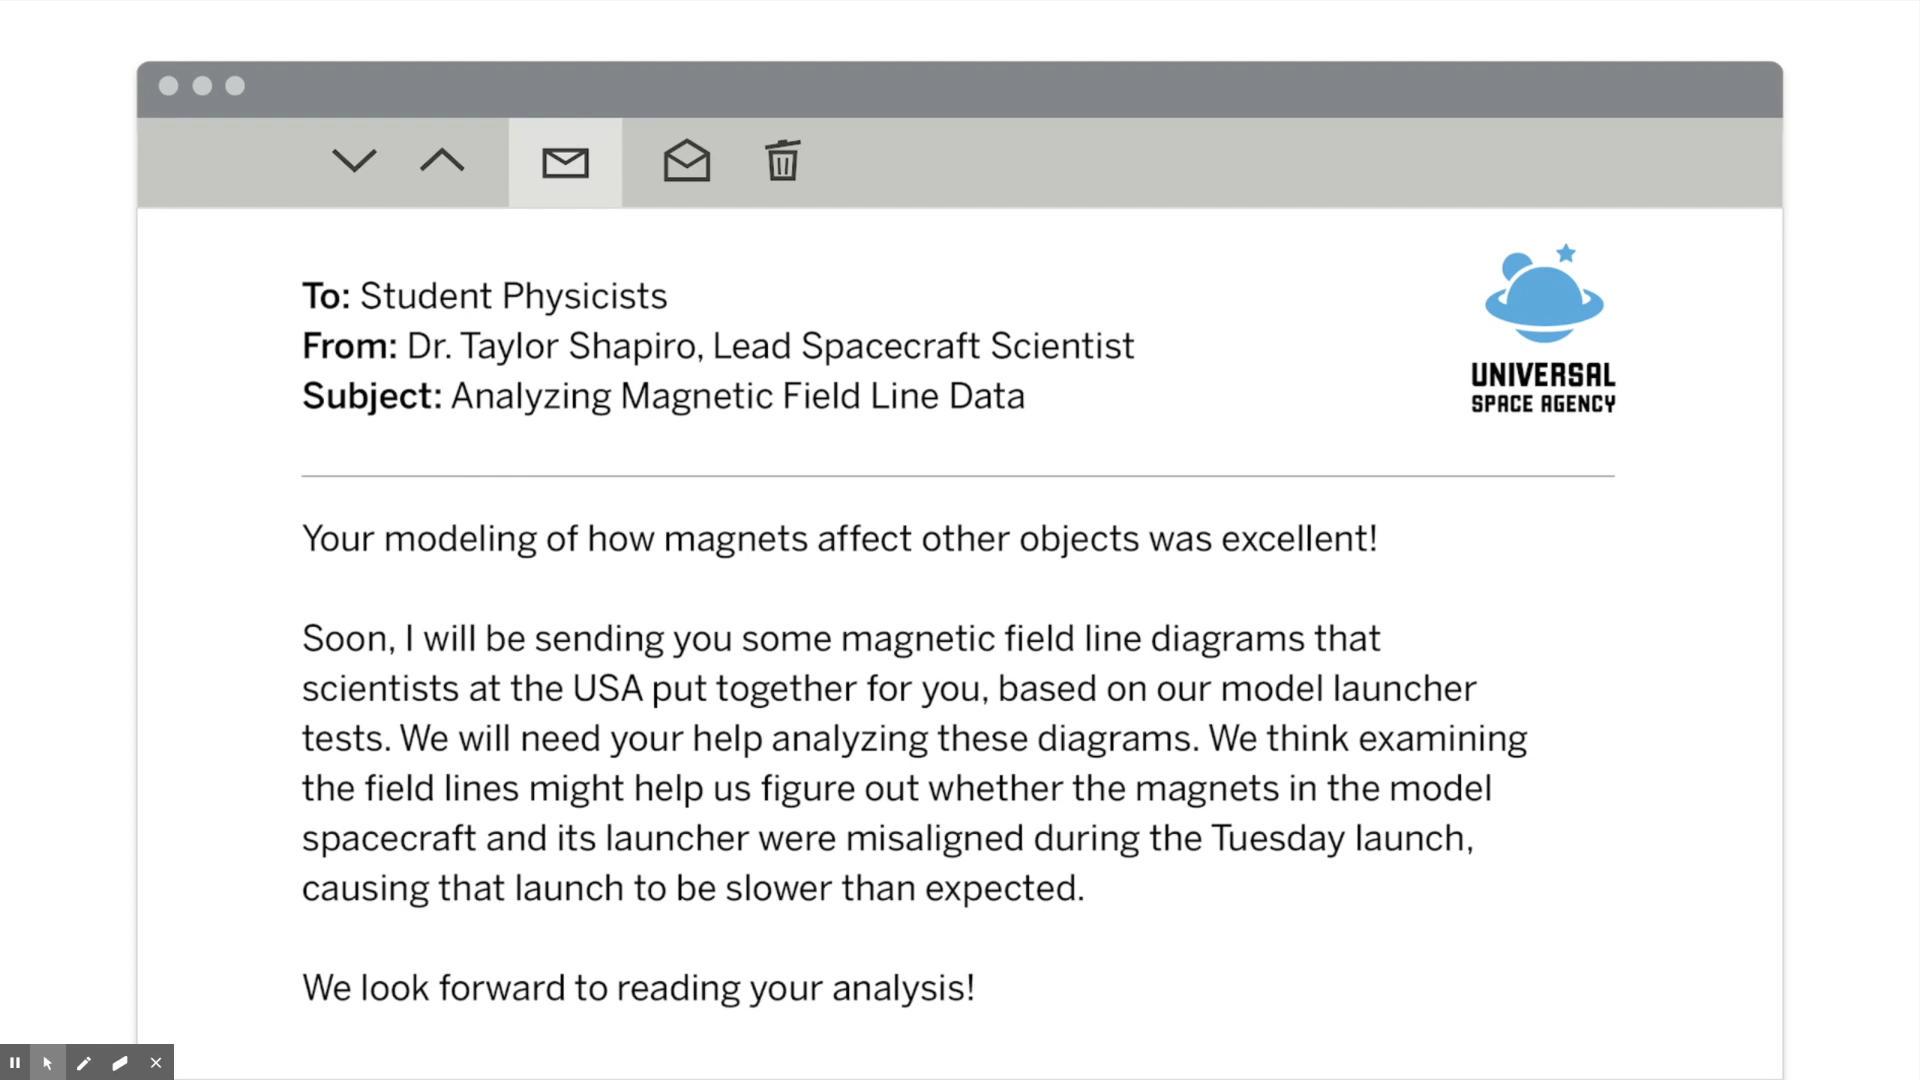 To: Student Physicists
From: Dr. Taylor Shapiro, Lead Spacecraft Scientist
Subject: Analyzing Magnetic Field Line Data
UNIVERSAL
SPACE AGENCY
Your modeling of how magnets affect other objects was excellent!
Soon, I will be sending you some magnetic field line diagrams that
scientists at the USA put together for you, based on our model launcher
tests. We will need your help analyzing these diagrams. We think examining
the field lines might help us figure out whether the magnets in the model
spacecraft and its launcher were misaligned during the Tuesday launch,
causing that launch to be slower than expected.
We look forward to reading your analysis!